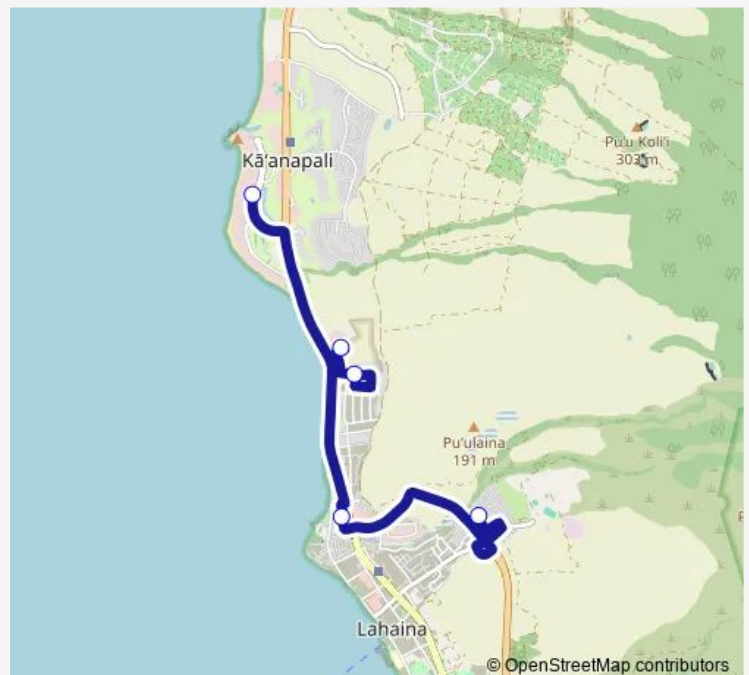 Pu'u Koli'i
303 m
Kā'anapali
Pu'ulaina
191 m
Lahaina
© OpenStreetMap contributors